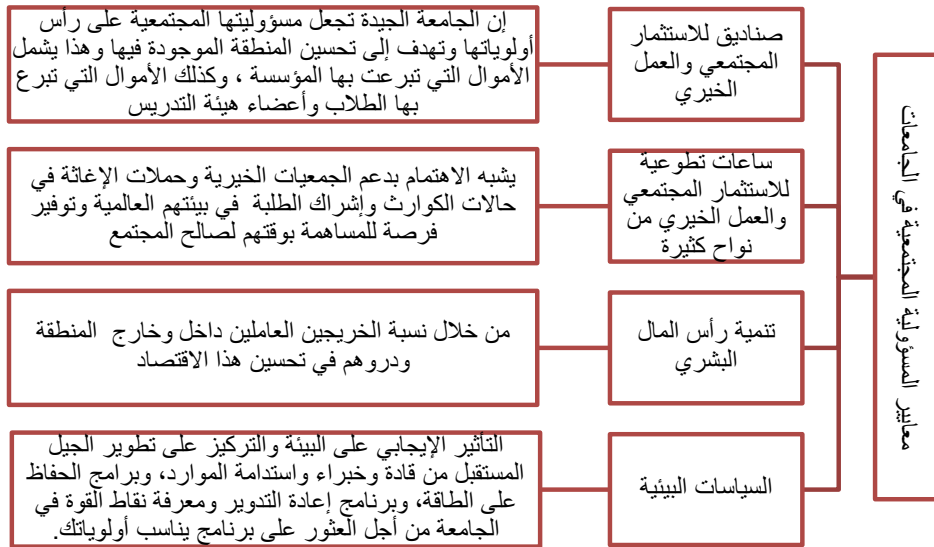 معايير المسؤولية المجتمعية في الجامعات
صناديق للاستثمار
المجتمعي والعمل
الخيري
إن الجامعة الجيدة تجعل مسؤوليتها المجتمعية على رأس
أولوياتها وتهدف إلى تحسين المنطقة الموجودة فيها وهذا يشمل
الأموال التي تبرعت بها المؤسسة ، وكذلك الأموال التي تبرع
بها الطلاب وأعضاء هيئة التدريس
ساعات تطوعية
للاستثمار المجتمعي
والعمل الخيري من
نواح كثيرة
يشبه الاهتمام بدعم الجمعيات الخيرية وحملات الإغاثة في
حالات الكوارث وإشراك الطلبة في بيئتهم العالمية وتوفير
فرصة للمساهمة بوقتهم لصالح المجتمع
تنمية رأس المال
البشري
من خلال نسبة الخريجين العاملين داخل وخارج المنطقة
ودروهم في تحسين هذا الاقتصاد
السياسات البيئية
التأثير الإيجابي على البيئة والتركيز على تطوير الجيل
المستقبل من قادة وخبراء واستدامة الموارد، وبرامج الحفاظ
على الطاقة، وبرنامج إعادة التدوير ومعرفة نقاط القوة في
الجامعة من أجل العثور على برنامج يناسب أولوياتك.